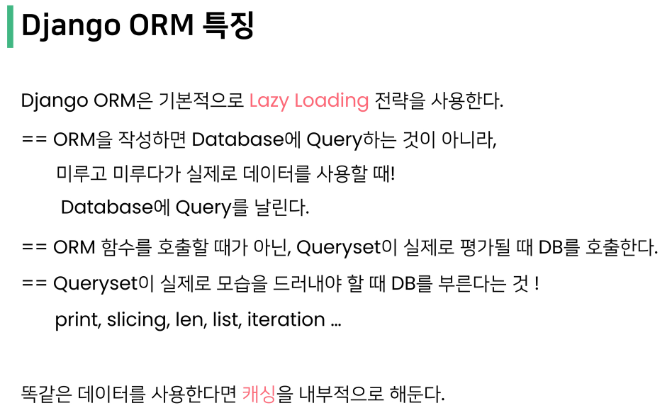 Django ORM 특징
Django ORM은 기본적으로 Lazy Loading 전략을 사용한다.
== ORM을 작성하면 Database에 Query하는 것이 아니라,
미루고 미루다가 실제로 데이터를 사용할 때!
Database에 Query를 날린다.
== ORM 함수를 호출할 때가 아닌, Queryset이 실제로 평가될 때 DB를 호출한다.
== Queryset이 실제로 모습을 드러내야 할 때 DB를 부른다는 것 !
print, slicing, len, list, iteration ...
똑같은 데이터를 사용한다면 캐싱을 내부적으로 해둔다.